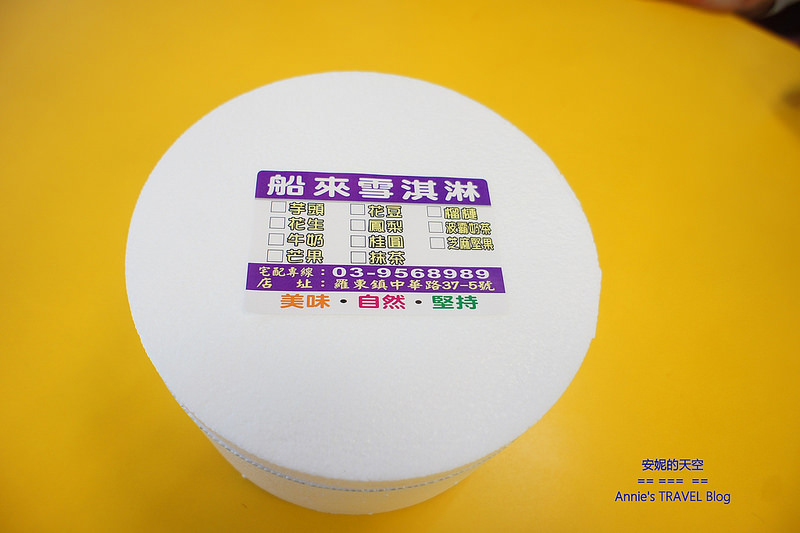 船來雪淇淋
□芋頭 □花豆 □榴槤
□花生 □鳳梨 □波霸奶茶
□牛奶 □桂圓 □芝麻堅果
□芒果 □抹茶
宅配專線：03-9568989
店 址：羅東鎮中華路37-5號
美味・自然・堅持
安妮的天空
== === ==
Annie's TRAVEL Blog